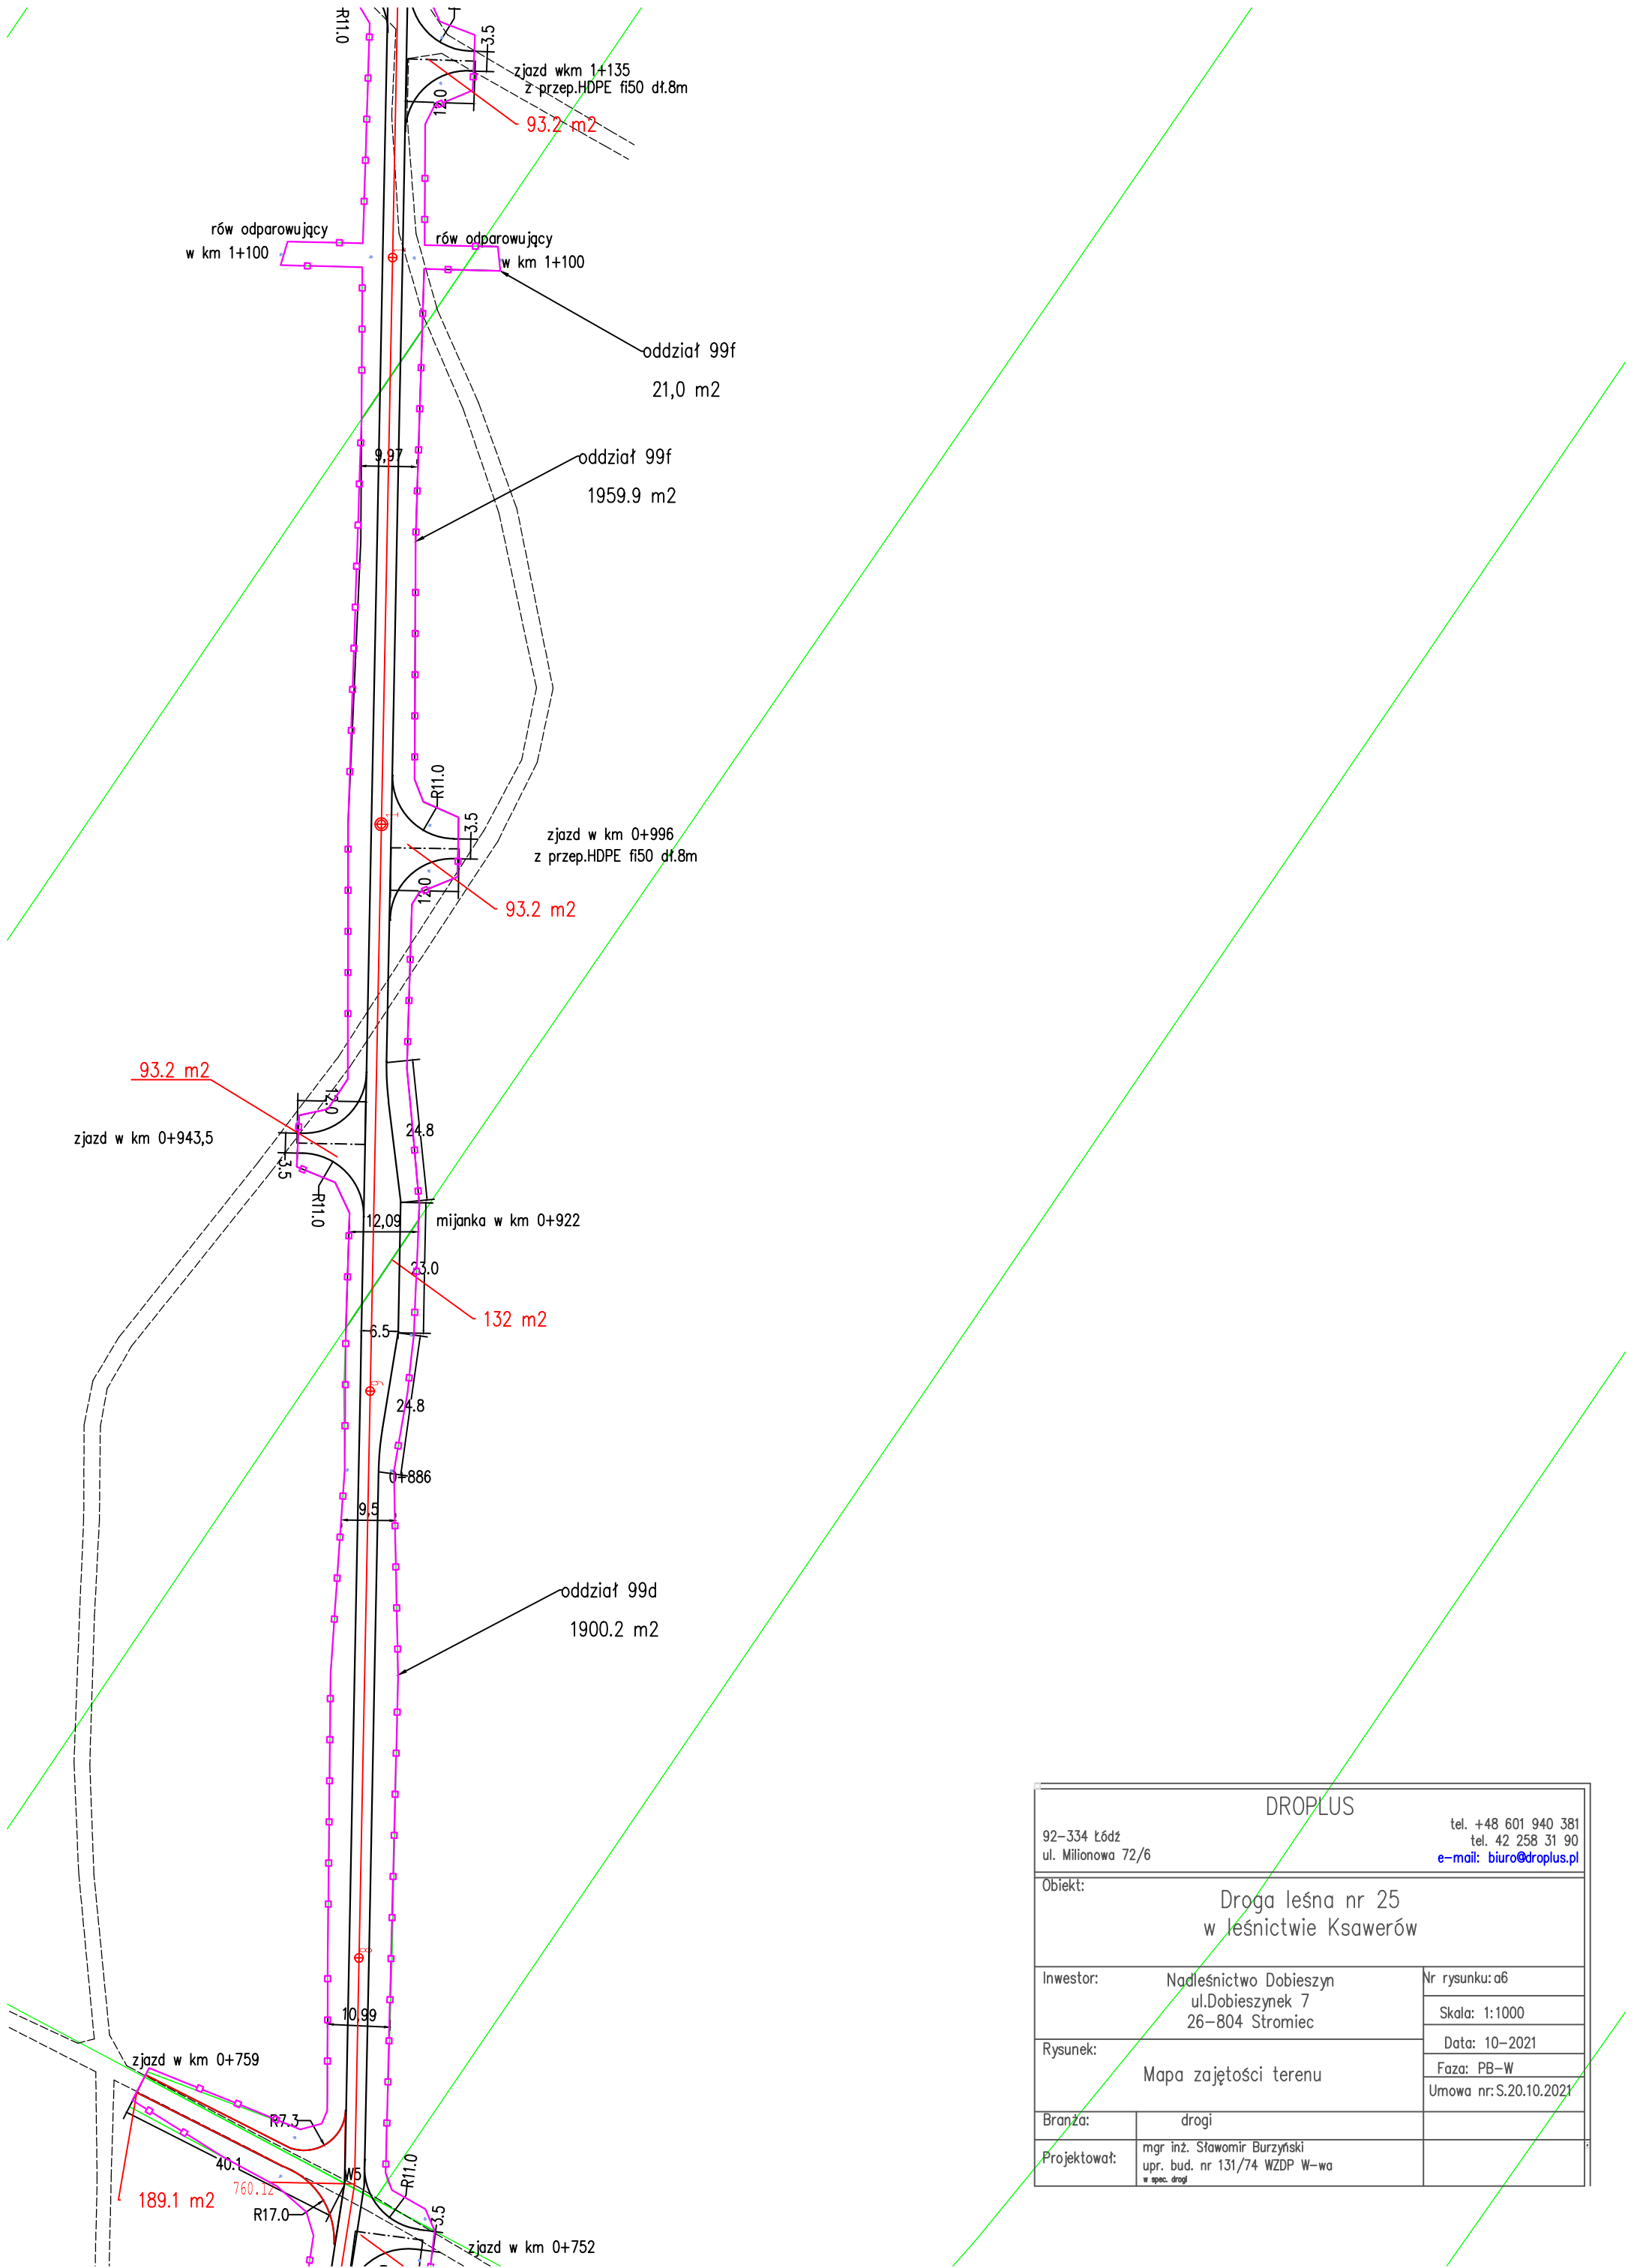 R11.0
3.5
zjazd wkm 1+135
z przep.HDPE fi50 dł.8m
12.0
93.2 m2
rów odparowujący
w km 1+100
rów odparowujący
w km 1+100
1
oddział 99f
21,0 m2
9,97
oddział 99f
1959.9 m2
R11.0
1
3.5
zjazd w km 0+996
z przep.HDPE fi50 dł.8m
12.0
93.2 m2
93.2 m2
12.0
zjazd w km 0+943,5
3.5
R11.0
24.8
12,09
mijanka w km 0+922
23.0
132 m2
6.5
9
24.8
0+886
9,5
oddział 99d
1900.2 m2
8
10,99
zjazd w km 0+759
R7.3
40.1
W5
R11.0
760.12
189.1 m2
R17.0
3.5
zjazd w km 0+752
DROPLUS
92-334 Łódź
ul. Milionowa 72/6
tel. +48 601 940 381
tel. 42 258 31 90
e-mail: biuro@droplus.pl
Obiekt:
Droga leśna nr 25
w leśnictwie Ksawerów
Inwestor:
Nadleśnictwo Dobieszyn
ul.Dobieszynek 7
26-804 Stromiec
Nr rysunku: a6
Skala: 1:1000
Data: 10-2021
Faza: PB-W
Umowa nr: S.20.10.2021
Rysunek:
Mapa zajętości terenu
Branża:
drogi
Projektował:
mgr inż. Sławomir Burzyński
upr. bud. nr 131/74 WZDP W-wa
w spec. drogi